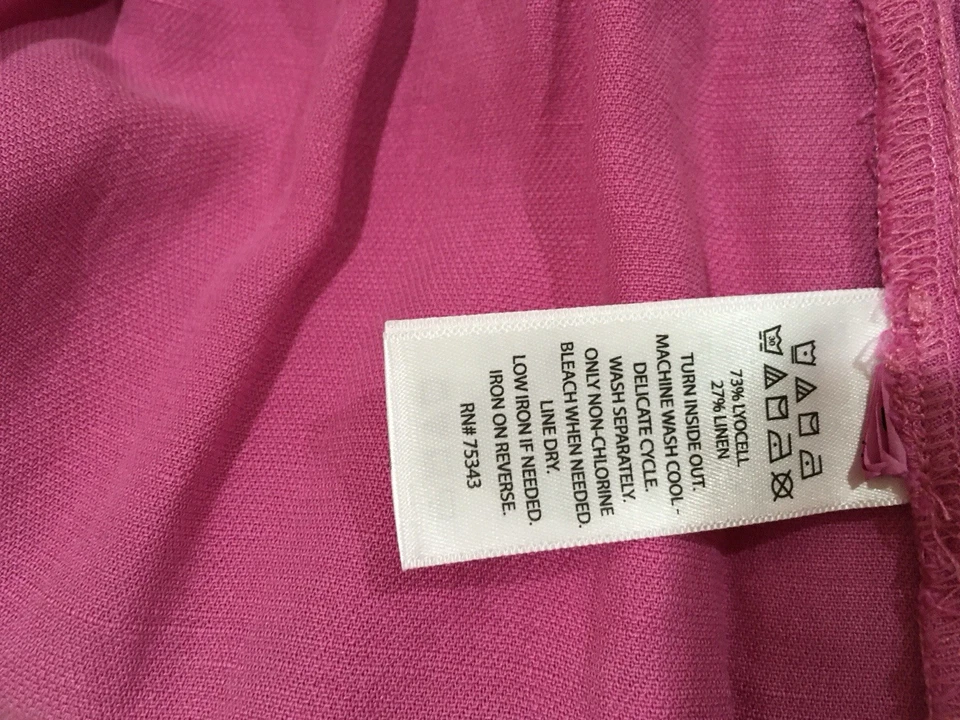 30
73% LYOCELL
27% LINEN
TURN INSIDE OUT.
MACHINE WASH COOL -
DELICATE CYCLE.
WASH SEPARATELY.
ONLY NON-CHLORINE
BLEACH WHEN NEEDED.
LINE DRY.
LOW IRON IF NEEDED.
IRON ON REVERSE.
RN# 75343